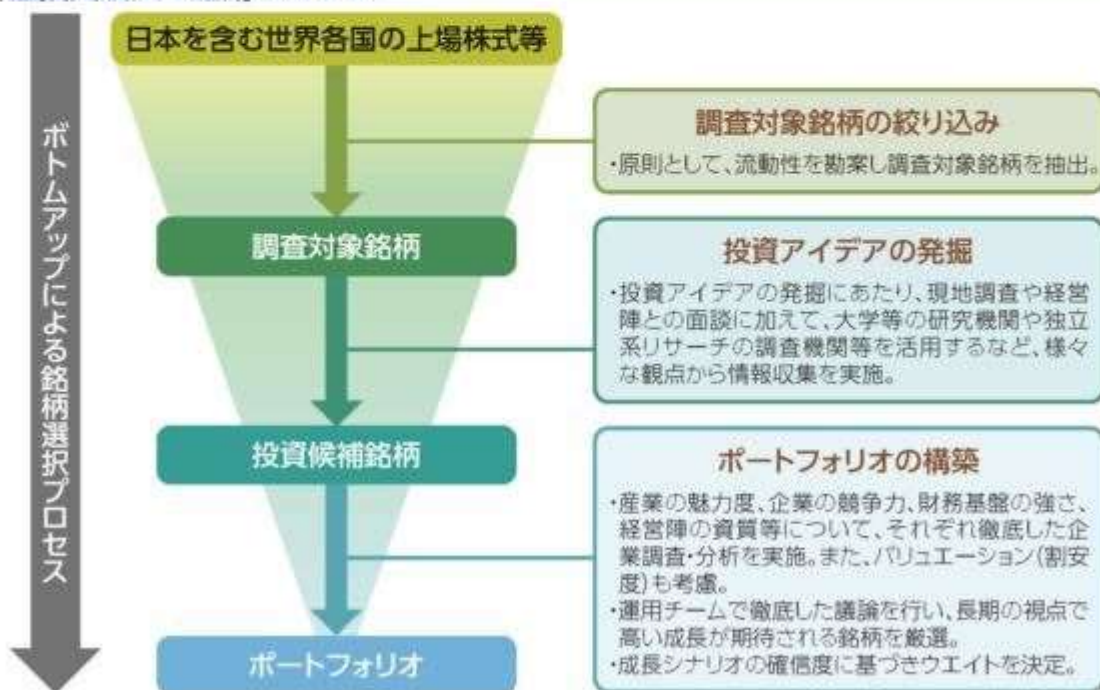 日本を含む世界各国の上場株式等
ボトムアップによる銘柄選択プロセス
調査対象銘柄の絞り込み
・原則として、流動性を勘案し調査対象銘柄を抽出。
調査対象銘柄
投資アイデアの発掘
・投資アイデアの発掘にあたり、現地調査や経営
陣との面談に加えて、大学等の研究機関や独立
系リサーチの調査機関等を活用するなど、様々
な観点から情報収集を実施。
投資候補銘柄
ポートフォリオの構築
・産業の魅力度、企業の競争力、財務基盤の強さ、
経営陣の資質等について、それぞれ徹底した企
業調査・分析を実施。また、バリュエーション(割安
度)も考慮。
・運用チームで徹底した議論を行い、長期の視点で
高い成長が期待される銘柄を厳選。
・成長シナリオの確信度に基づきウエイトを決定。
ポートフォリオ